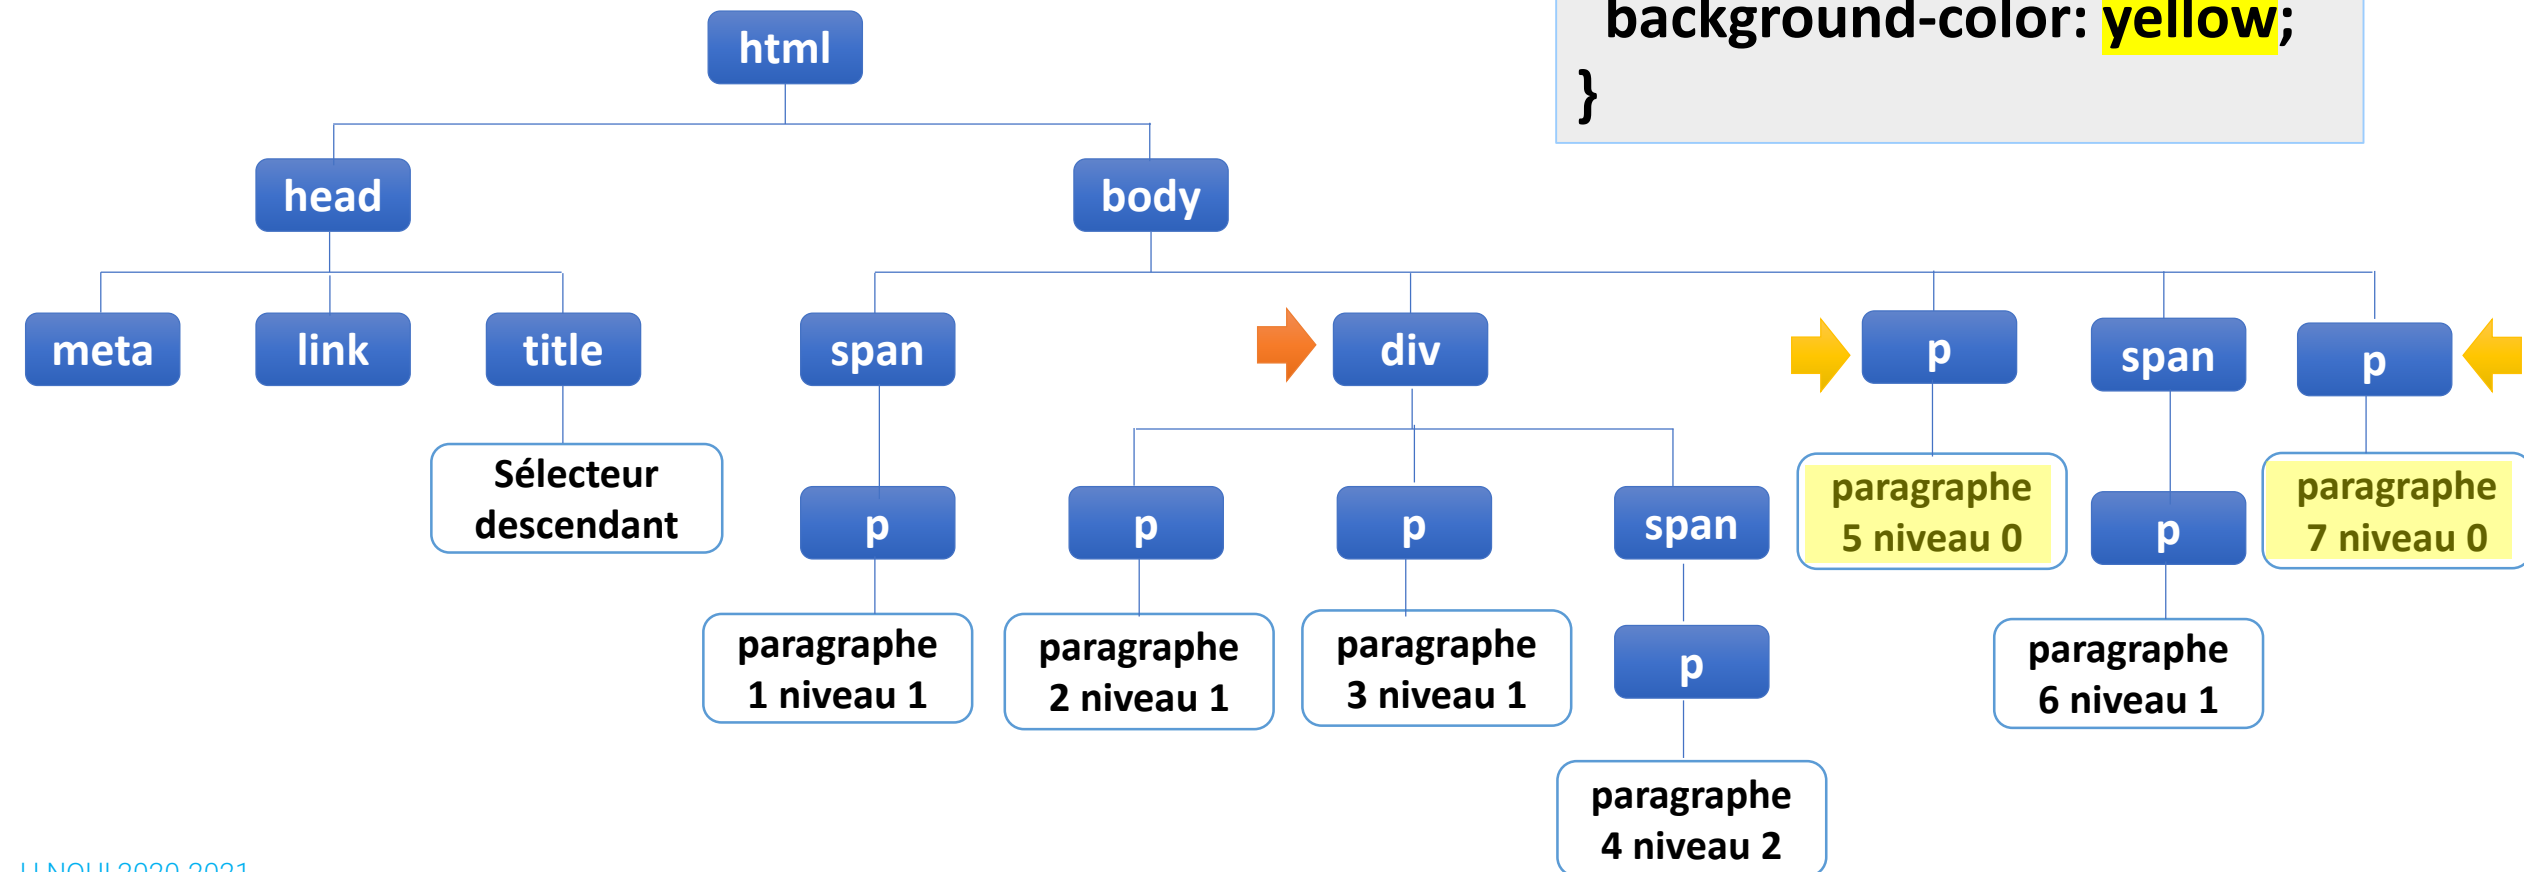 background-color: yellow;
}
html
head
body
meta
link
title
span
div
p
span
p
Sélecteur
descendant
p
p
p
span
paragraphe
5 niveau 0
p
paragraphe
7 niveau 0
paragraphe
1 niveau 1
paragraphe
2 niveau 1
paragraphe
3 niveau 1
p
paragraphe
6 niveau 1
paragraphe
4 niveau 2
2020-2021